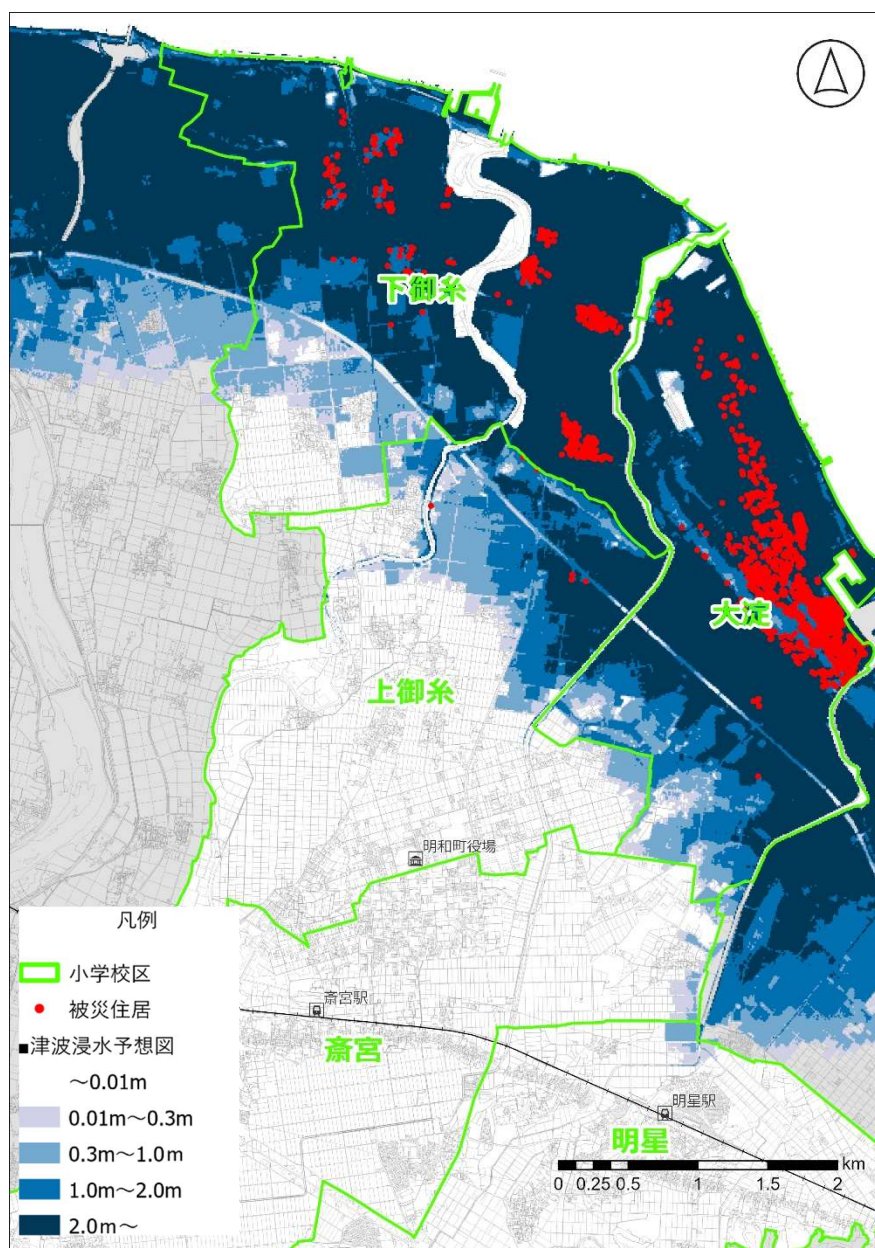 下御糸
大淀
上御糸
明和町役場
斎宮駅
斎宮
明星駅
明星
凡例
小学校区
被災住居
津波浸水予想図
~0.01m
0.01m~0.3m
0.3m~1.0m
1.0m~2.0m
2.0m~
km
0 0.25 0.5 1 1.5 2